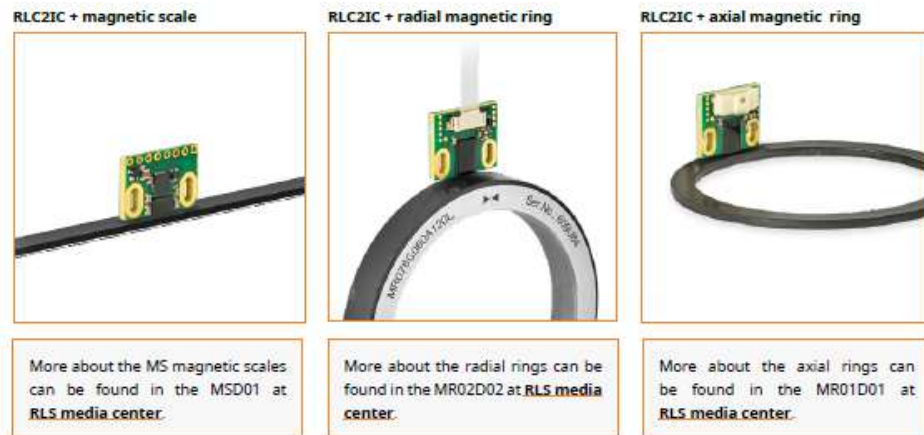 RLC2IC + magnetic scale
RLC2IC + radial magnetic ring
RLC2IC + axial magnetic ring
Ser No.:
More about the MS magnetic scales
can be found in the MSD01 at
RLS media center.
More about the radial rings can be
found in the MR02D02 at RLS media
center.
More about the axial rings can
be found in the MR01D01 at
RLS media center.